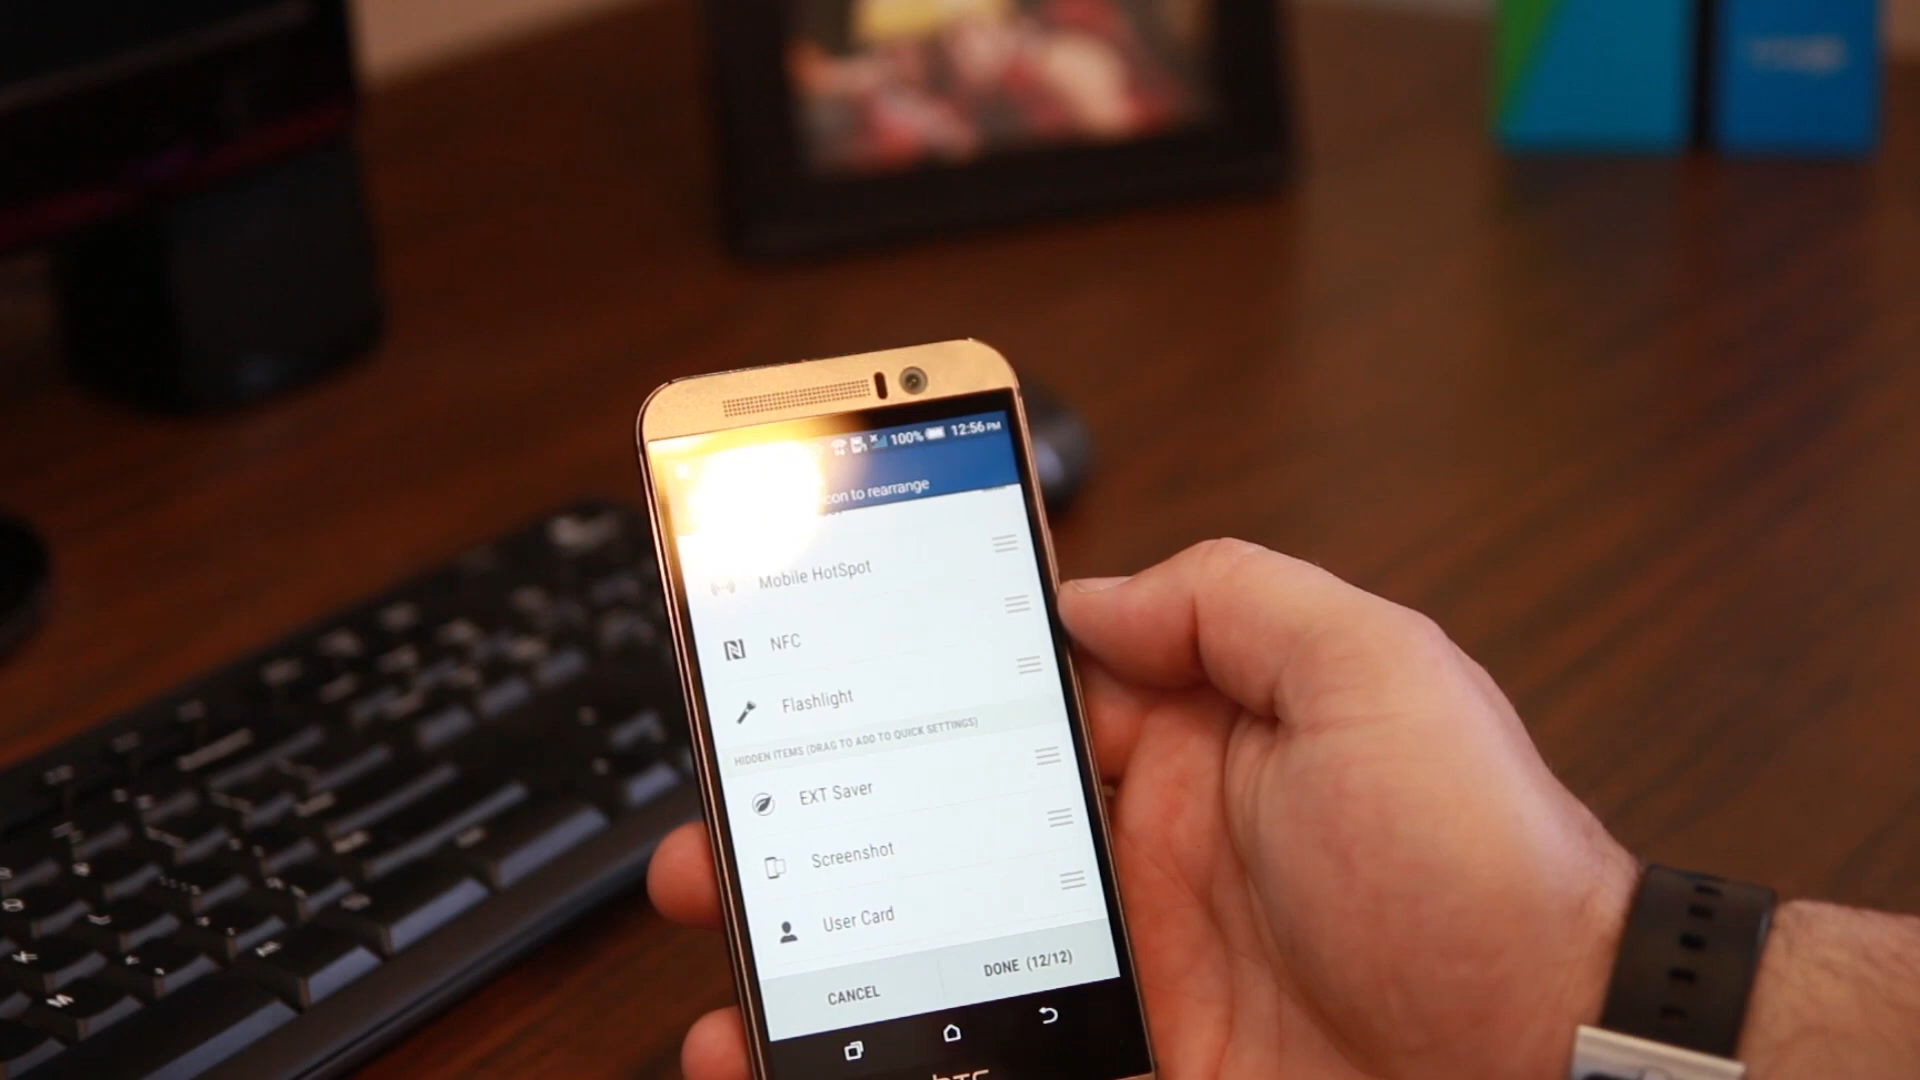 100% 12:56 PM
con to rearrange
Mobile HotSpot
NFC
Flashlight
HIDDEN ITEMS (DRAG TO ADD TO QUICK SETTINGS)
EXT Saver
Screenshot
User Card
CANCEL
DONE (12/12)
hTC